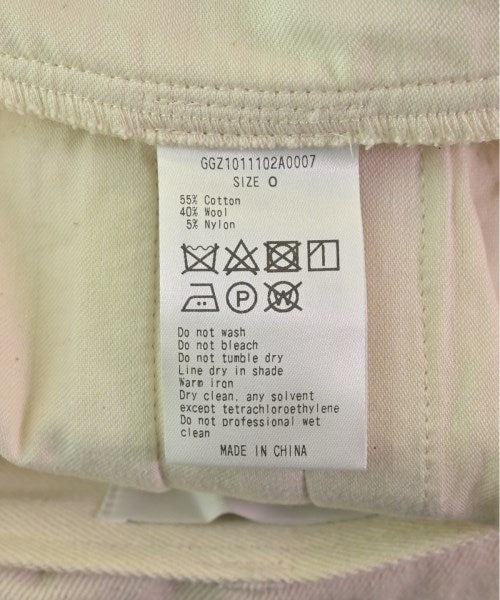 GGZ1011102A0007
SIZE 0
55% Cotton
40% Wool
5% Nylon
P W
Do not wash
Do not bleach
Do not tumble dry
Line dry in shade
Warm iron
Dry clean, any solvent
except tetrachloroethylene
Do not professional wet
clean
MADE IN CHINA